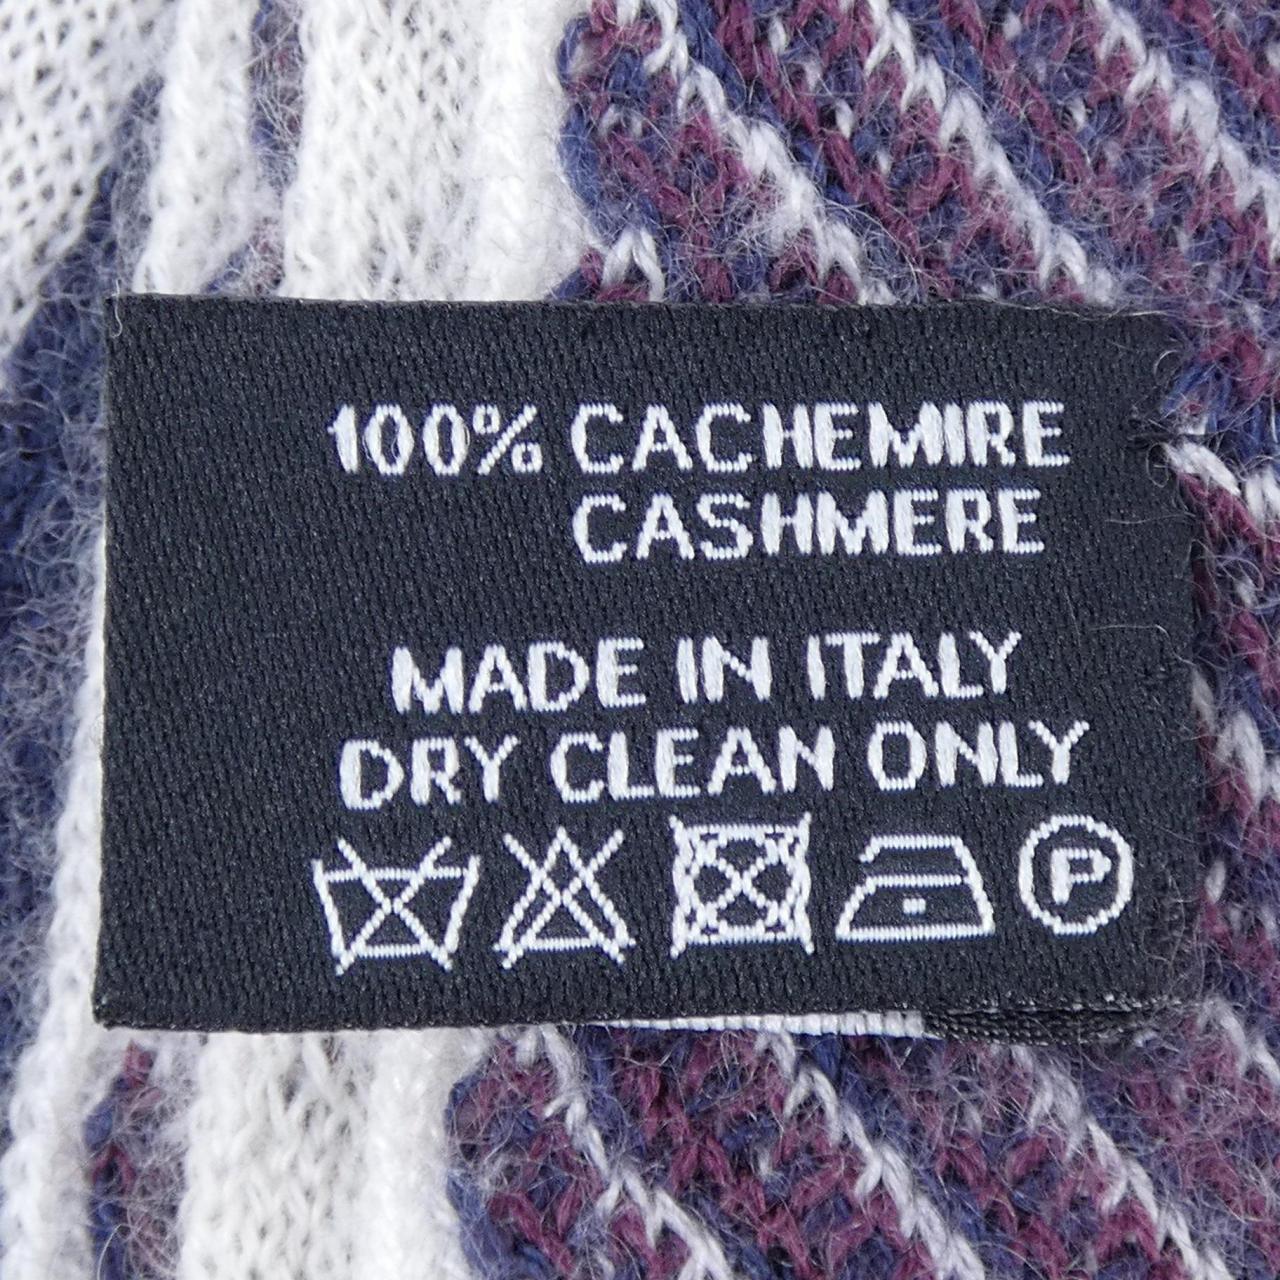 100% CACHEMIRE
CASHMERE
MADE IN ITALY
DRY CLEAN ONLY
P